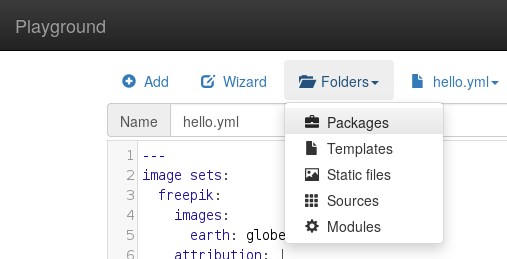 Playground
Add Wizard Folders hello.yml
Name hello.yml
Packages
Templates
Static files
Sources
Modules
1 ---
2 image sets:
3 freepik:
4 images:
5 earth: globe
6 attribution: |